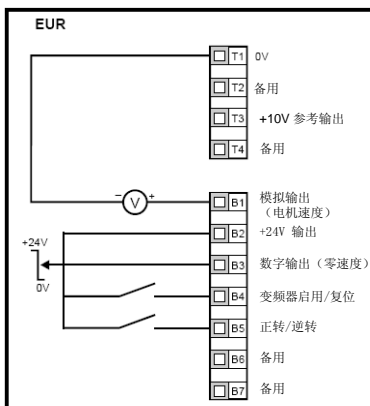 EUR
T1 0V
T2 备用
T3 +10V 参考输出
T4 备用
− V +
B1 模拟输出
（电机速度）
B2 +24V 输出
+24V
B3 数字输出（零速度）
0V
B4 变频器启用/复位
B5 正转/逆转
B6 备用
B7 备用